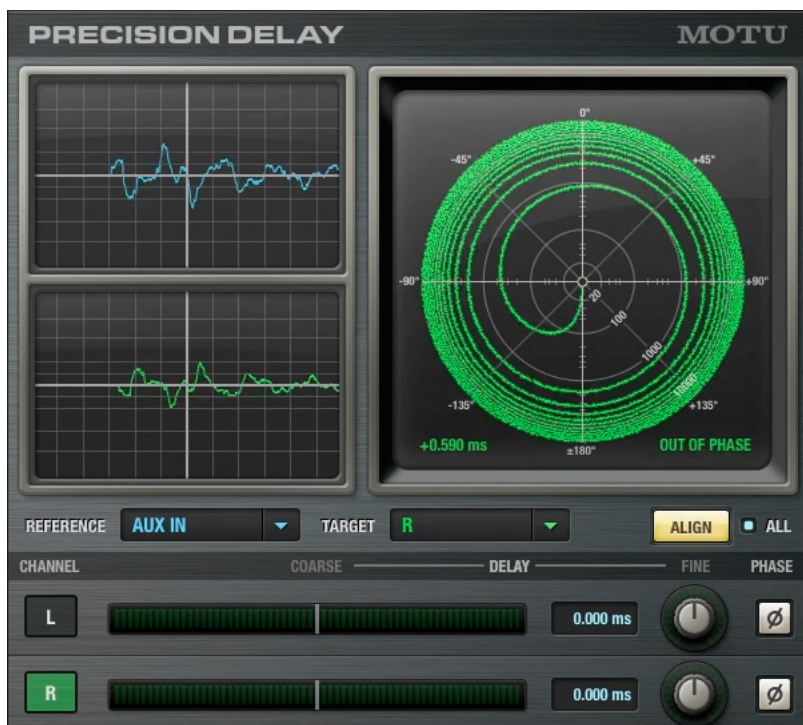 PRECISION DELAY MOTU
0°
-45° +45°
-90° +90°
20
100
1000
10000
-135° +135°
+0.590 ms ±180° OUT OF PHASE
REFERENCE AUX IN TARGET R ALIGN ALL
CHANNEL COARSE DELAY FINE PHASE
L 0.000 ms Ø
R 0.000 ms Ø